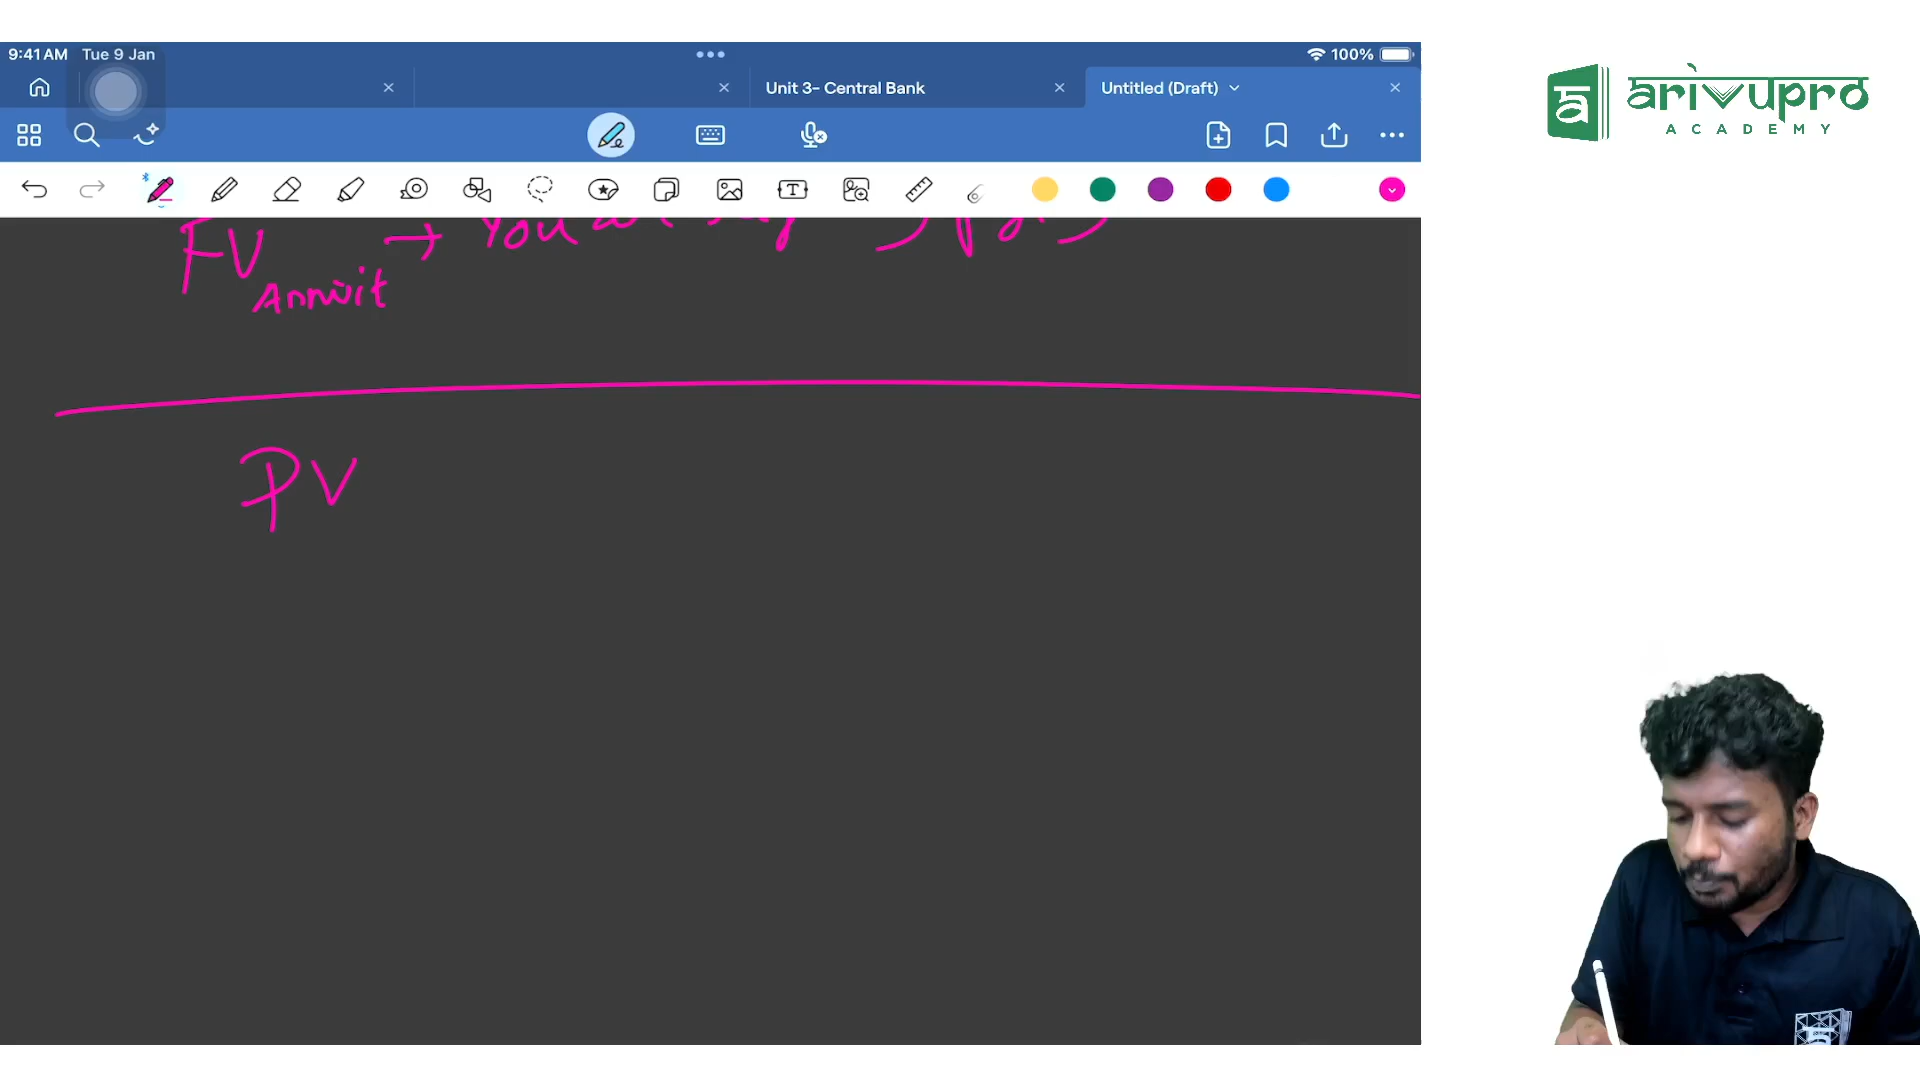 9:41 AM Tue 9 Jan 100%
Unit 3- Central Bank Untitled (Draft)
arivupro
ACADEMY
FV → You
Annuit
PV